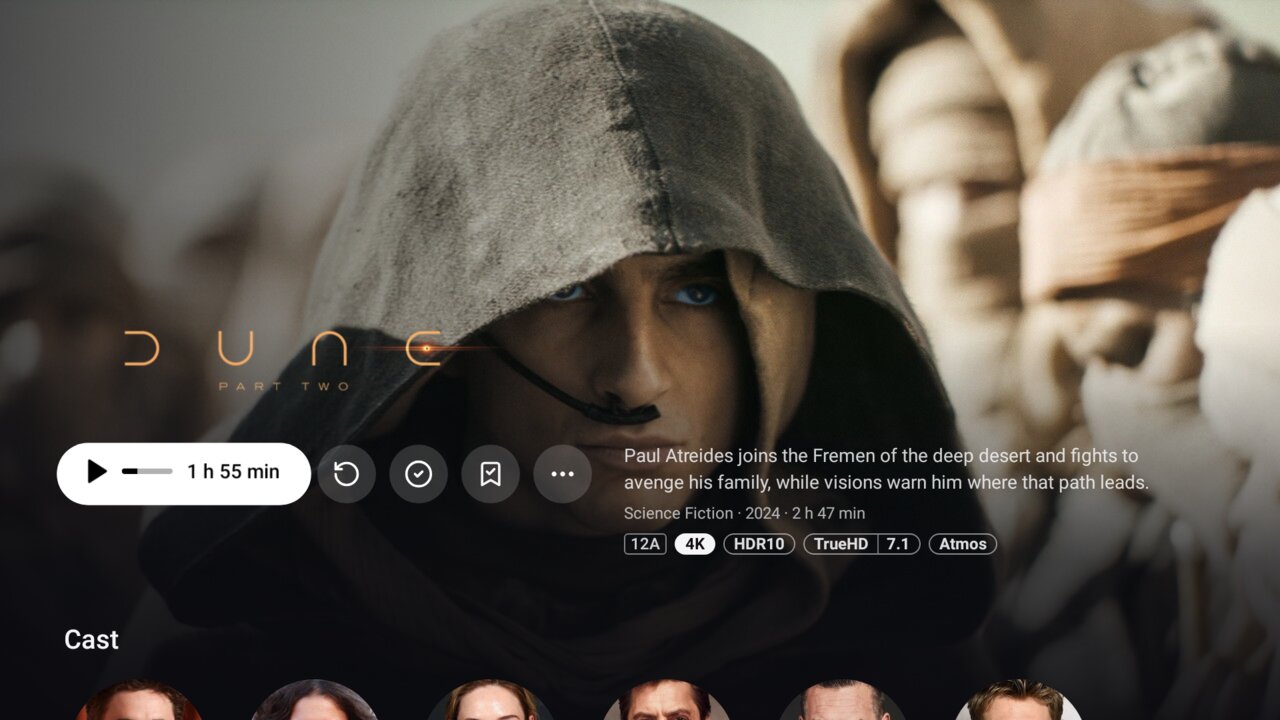 DUNE
PART TWO
1 h 55 min
Paul Atreides joins the Fremen of the deep desert and fights to
avenge his family, while visions warn him where that path leads.
Science Fiction · 2024 · 2 h 47 min
12A 4K HDR10 TrueHD 7.1 Atmos
Cast